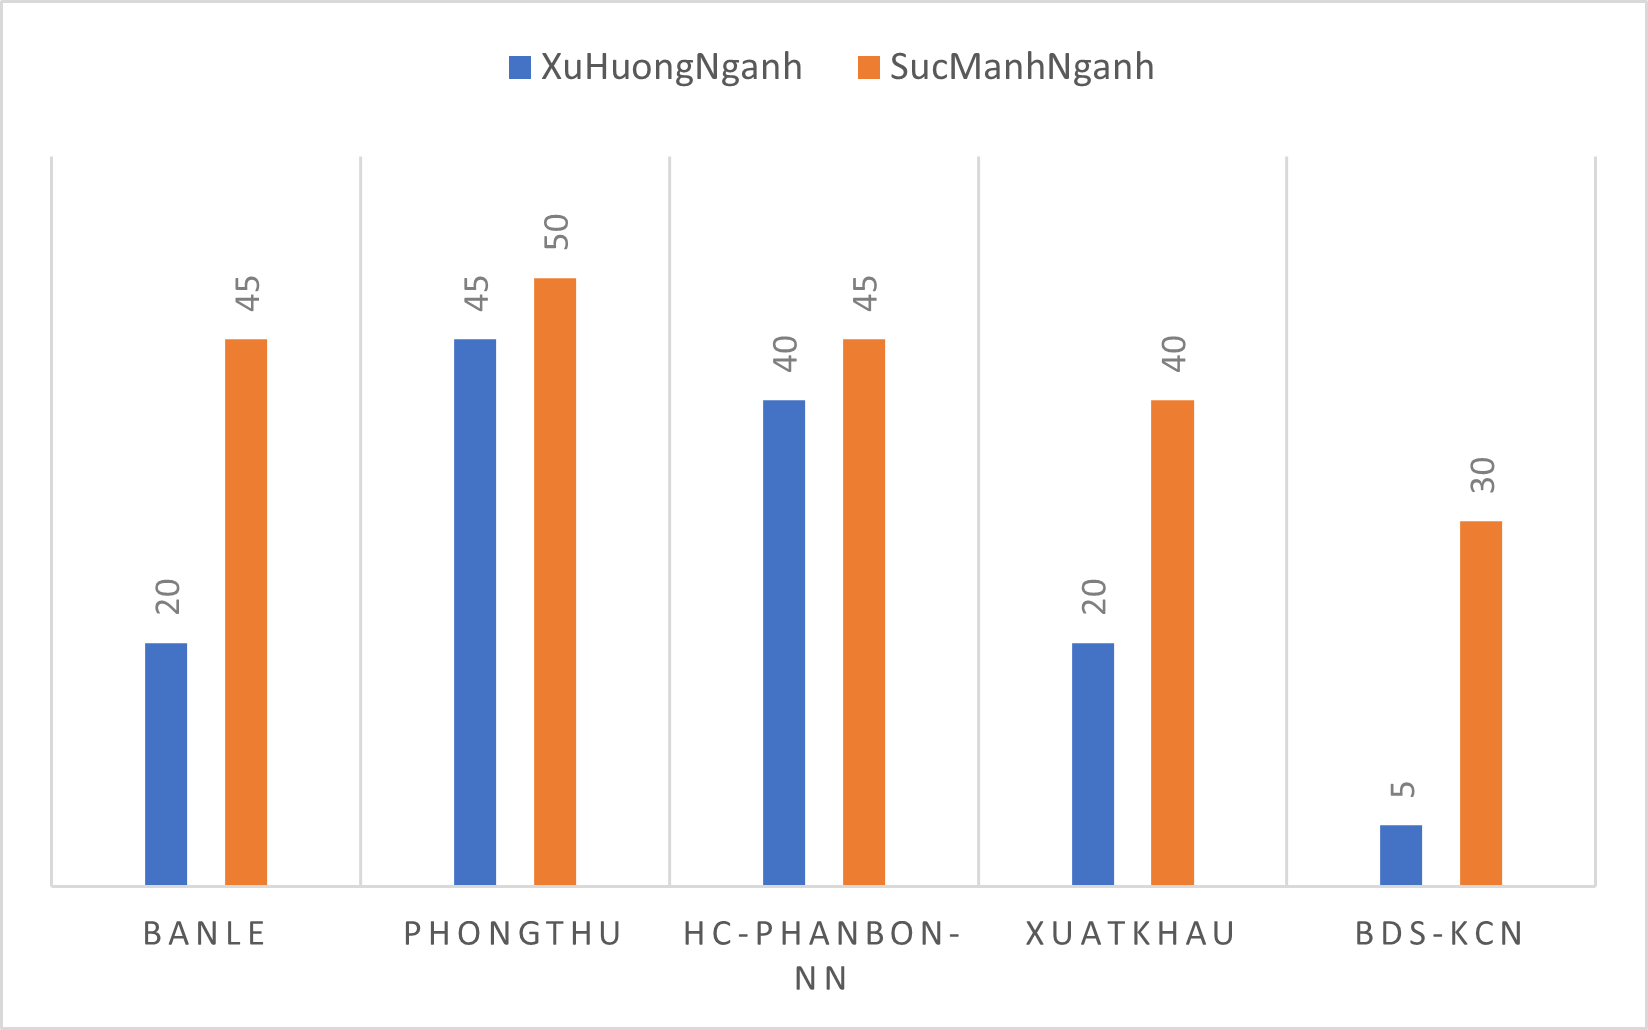 XuHuongNganh SucManhNganh
20 45 45 50 40 45 20 40 5 30
BANLE PHONGTHU HC-PHANBON- XUATKHAU BDS-KCN
NN